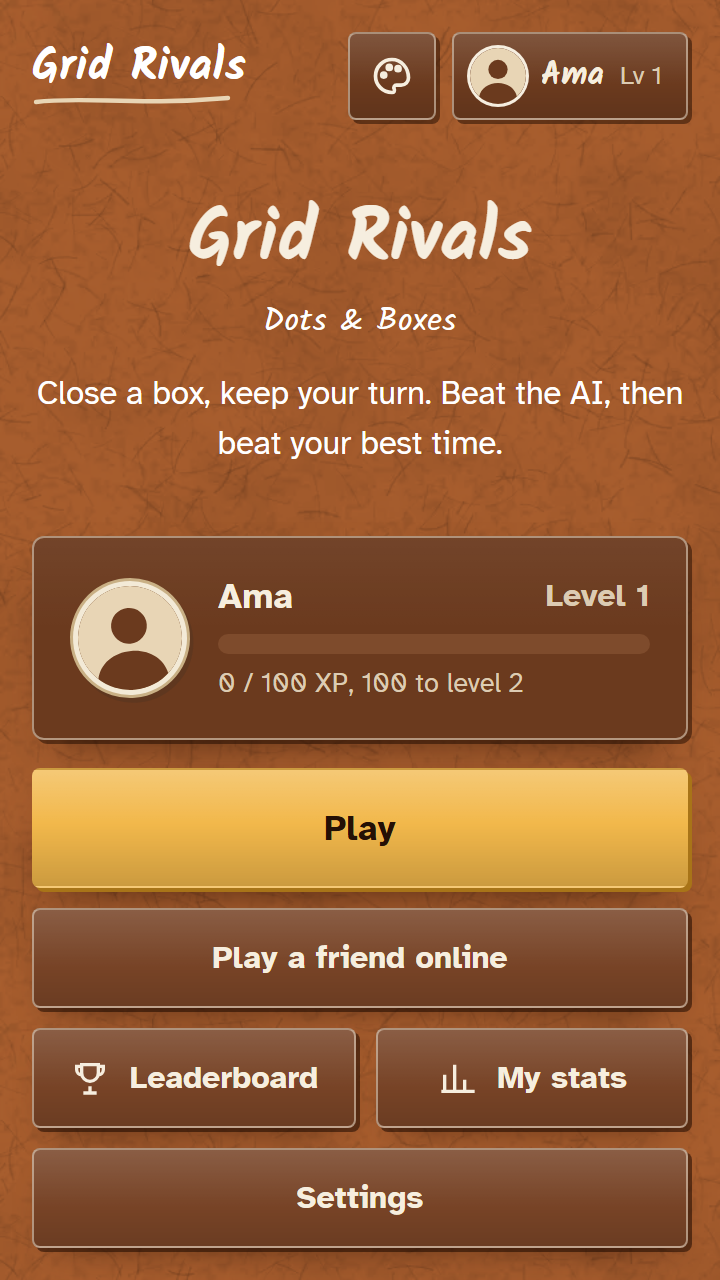 Grid Rivals
Ama Lv 1
Grid Rivals
Dots & Boxes
Close a box, keep your turn. Beat the AI, then
beat your best time.
Ama Level 1
0 / 100 XP, 100 to level 2
Play
Play a friend online
Leaderboard
My stats
Settings